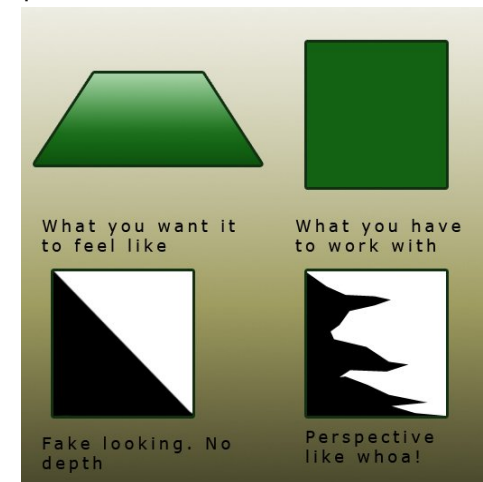 What you want it
to feel like
What you have
to work with
Fake looking. No
depth
Perspective
like whoa!